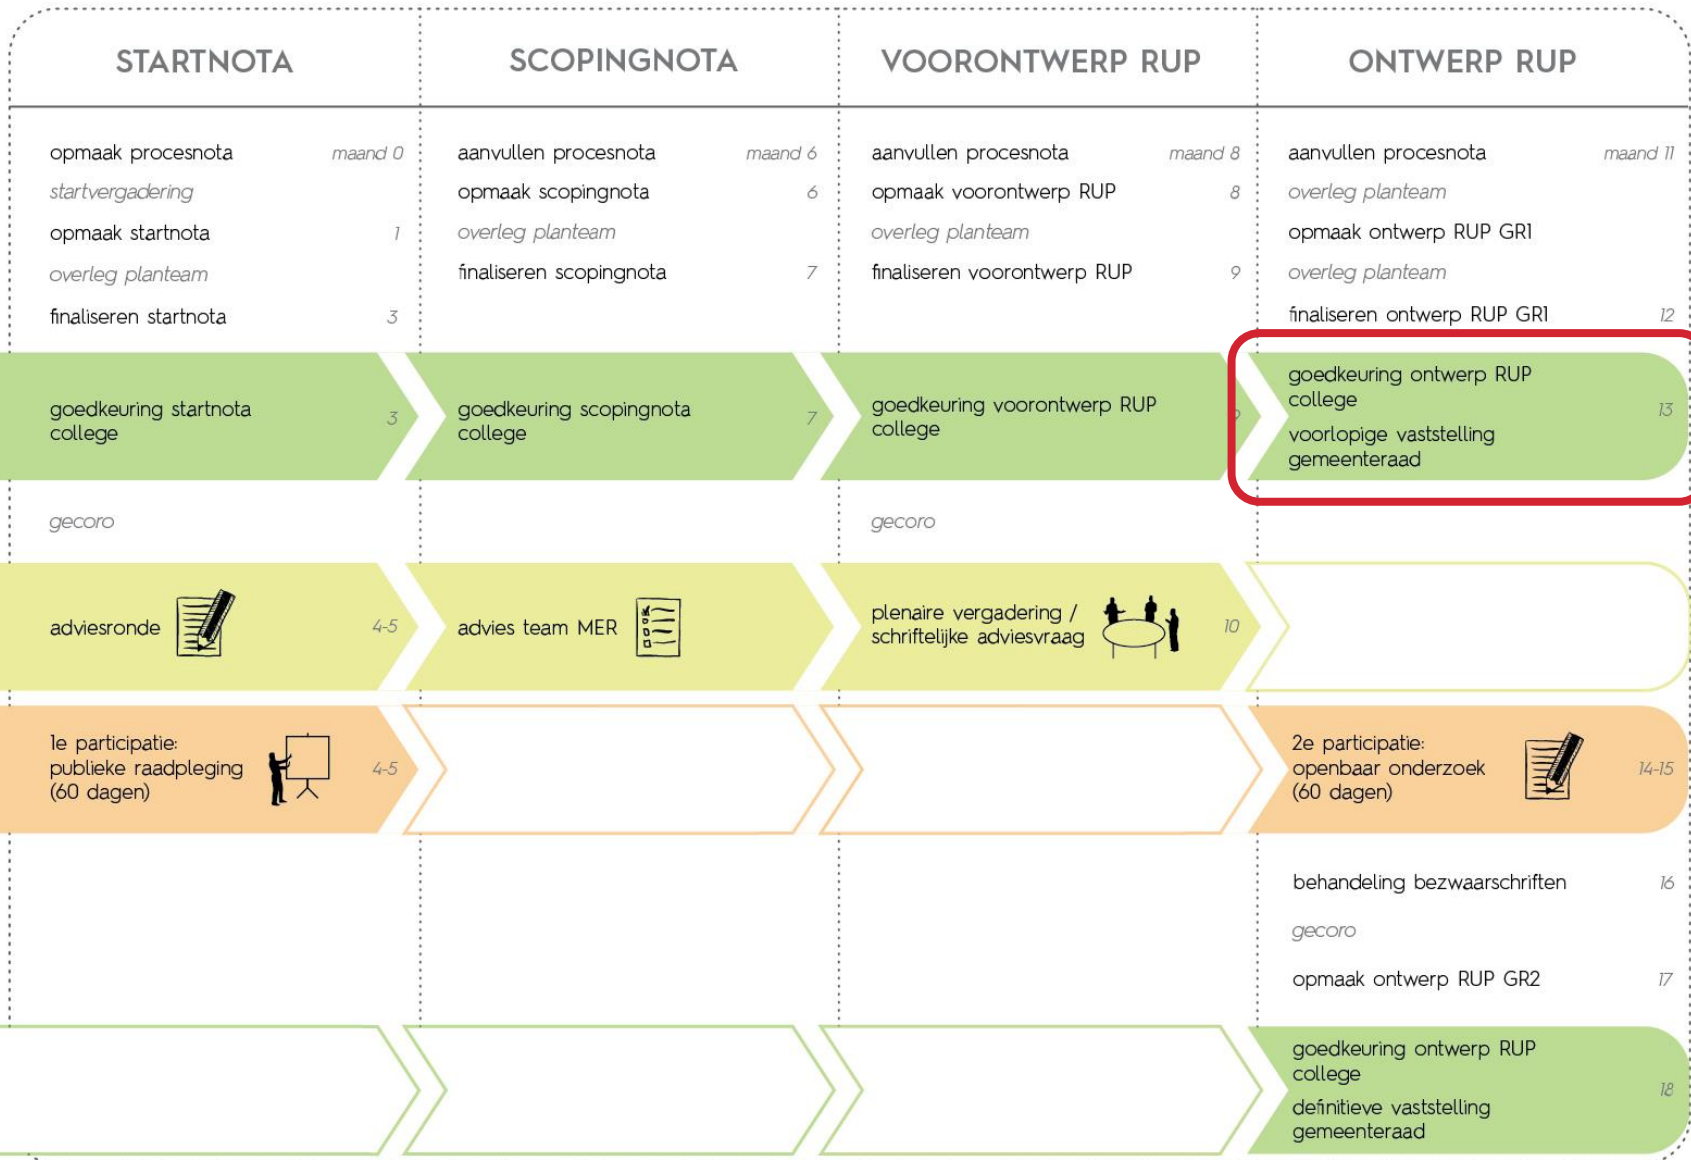 STARTNOTA
opmaak procesnota maand 0
startvergadering
opmaak startnota 1
overleg planteam
finaliseren startnota 3
goedkeuring startnota
college
3
gecoro
adviesronde 4-5
1e participatie:
publieke raadpleging
(60 dagen)
4-5
SCOPINGNOTA
aanvullen procesnota maand 6
opmaak scopingnota 6
overleg planteam
finaliseren scopingnota 7
goedkeuring scopingnota
college
7
advies team MER
VOORONTWERP RUP
aanvullen procesnota maand 8
opmaak voorontwerp RUP 8
overleg planteam
finaliseren voorontwerp RUP 9
goedkeuring voorontwerp RUP
college
gecoro
plenaire vergadering /
schriftelijke adviesvraag
10
ONTWERP RUP
aanvullen procesnota maand 11
overleg planteam
opmaak ontwerp RUP GR1
overleg planteam
finaliseren ontwerp RUP GR1 12
goedkeuring ontwerp RUP
college
13
voorlopige vaststelling
gemeenteraad
2e participatie:
openbaar onderzoek
(60 dagen)
14-15
behandeling bezwaarschriften 16
gecoro
opmaak ontwerp RUP GR2 17
goedkeuring ontwerp RUP
college
18
definitieve vaststelling
gemeenteraad